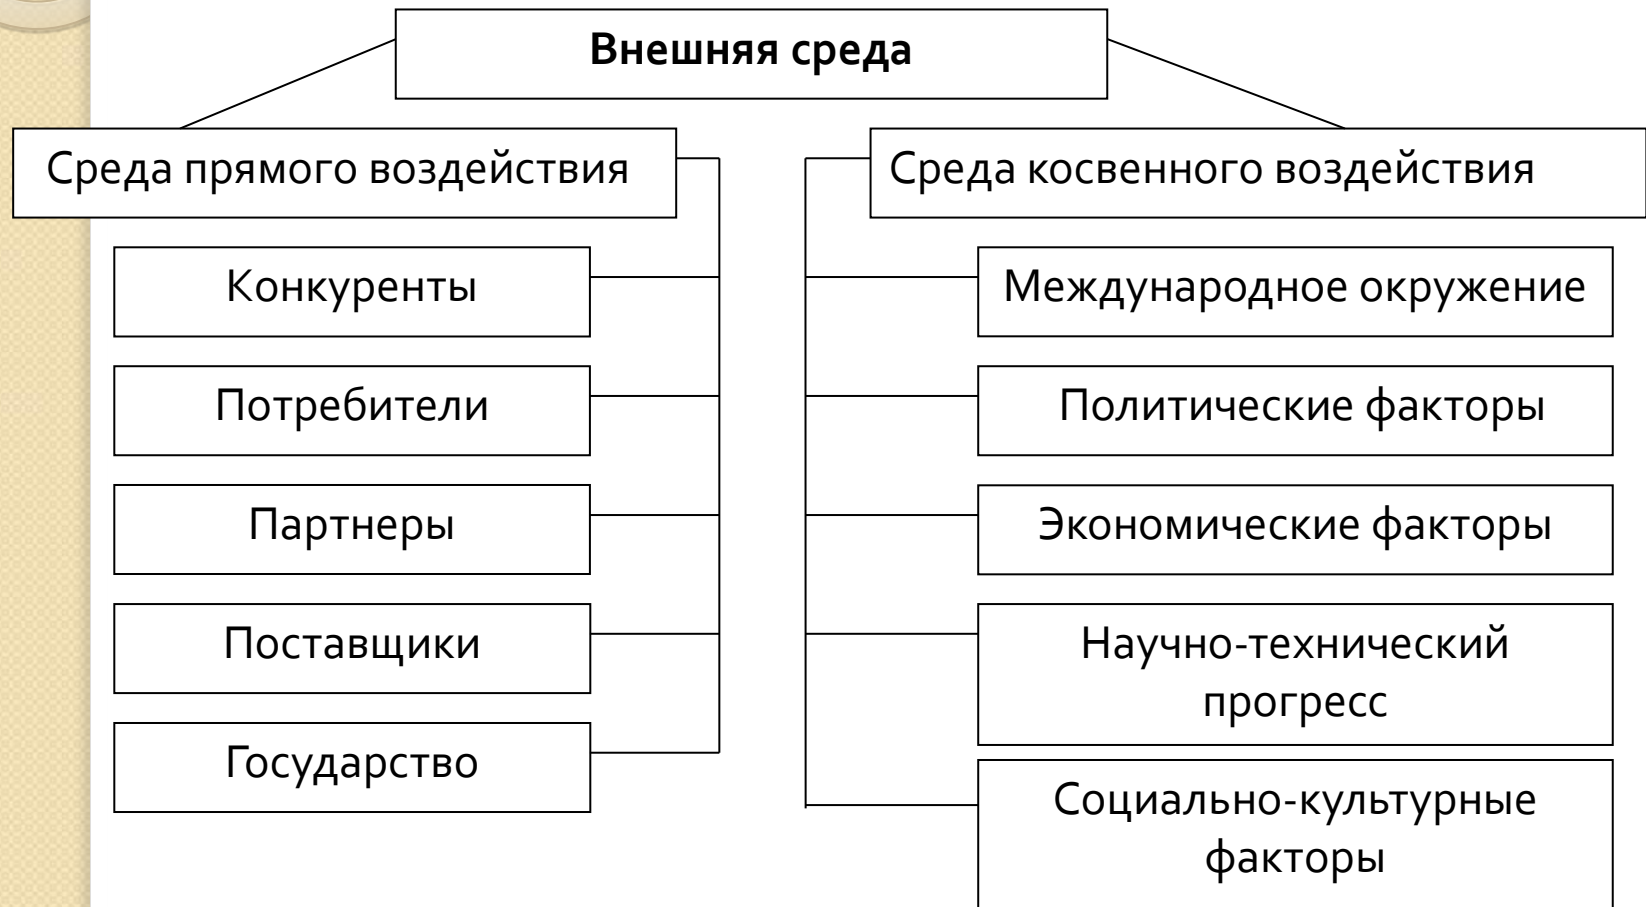 Внешняя среда
Среда прямого воздействия
Конкуренты
Потребители
Партнеры
Поставщики
Государство
Среда косвенного воздействия
Международное окружение
Политические факторы
Экономические факторы
Научно-технический
прогресс
Социально-культурные
факторы